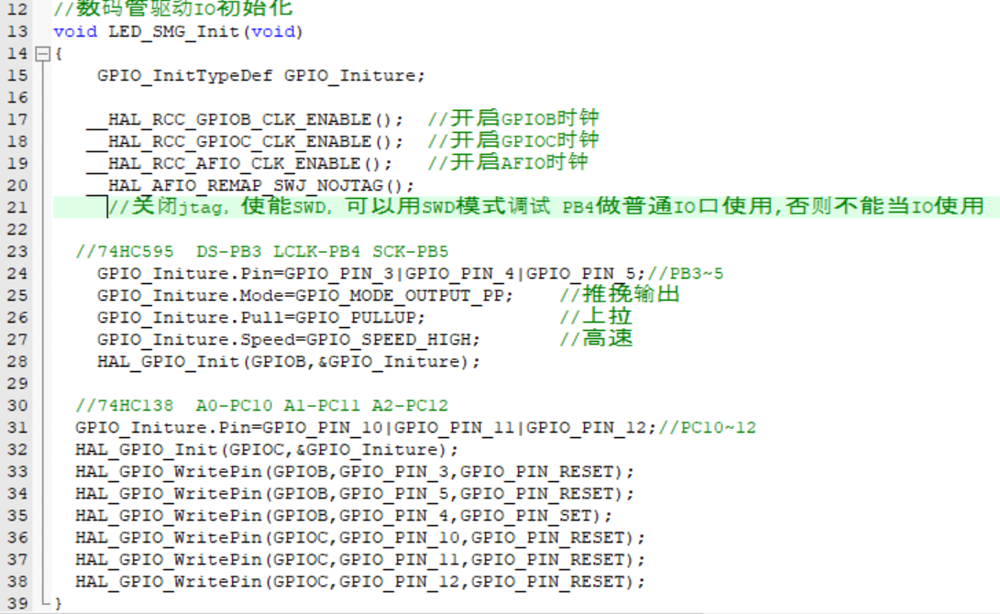 12 //数码管驱动IO初始化
13 void LED_SMG_Init(void)
14 {
15     GPIO_InitTypeDef GPIO_Initure;
16
17    __HAL_RCC_GPIOB_CLK_ENABLE();  //开启GPIOB时钟
18    __HAL_RCC_GPIOC_CLK_ENABLE();  //开启GPIOC时钟
19    __HAL_RCC_AFIO_CLK_ENABLE();   //开启AFIO时钟
20    __HAL_AFIO_REMAP_SWJ_NOJTAG();
21      //关闭jtag，使能SWD，可以用SWD模式调试 PB4做普通IO口使用,否则不能当IO使用
22
23   //74HC595  DS-PB3 LCLK-PB4 SCK-PB5
24     GPIO_Initure.Pin=GPIO_PIN_3|GPIO_PIN_4|GPIO_PIN_5;//PB3~5
25     GPIO_Initure.Mode=GPIO_MODE_OUTPUT_PP;    //推挽输出
26     GPIO_Initure.Pull=GPIO_PULLUP;            //上拉
27     GPIO_Initure.Speed=GPIO_SPEED_HIGH;       //高速
28     HAL_GPIO_Init(GPIOB,&GPIO_Initure);
29
30   //74HC138  A0-PC10 A1-PC11 A2-PC12
31   GPIO_Initure.Pin=GPIO_PIN_10|GPIO_PIN_11|GPIO_PIN_12;//PC10~12
32   HAL_GPIO_Init(GPIOC,&GPIO_Initure);
33   HAL_GPIO_WritePin(GPIOB,GPIO_PIN_3,GPIO_PIN_RESET);
34   HAL_GPIO_WritePin(GPIOB,GPIO_PIN_5,GPIO_PIN_RESET);
35   HAL_GPIO_WritePin(GPIOB,GPIO_PIN_4,GPIO_PIN_SET);
36   HAL_GPIO_WritePin(GPIOC,GPIO_PIN_10,GPIO_PIN_RESET);
37   HAL_GPIO_WritePin(GPIOC,GPIO_PIN_11,GPIO_PIN_RESET);
38   HAL_GPIO_WritePin(GPIOC,GPIO_PIN_12,GPIO_PIN_RESET);
39 }